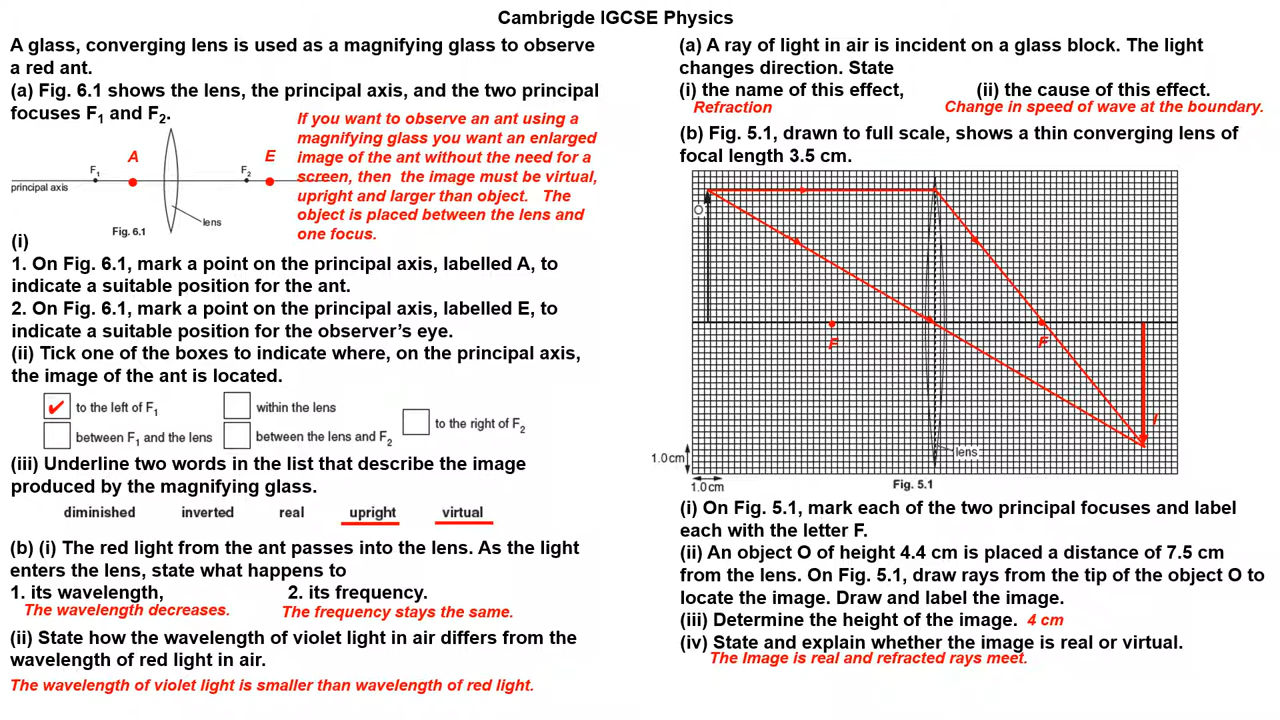 Cambrigde IGCSE Physics
A glass, converging lens is used as a magnifying glass to observe
a red ant.
(a) Fig. 6.1 shows the lens, the principal axis, and the two principal
focuses F₁ and F₂.
If you want to observe an ant using a
magnifying glass you want an enlarged
image of the ant without the need for a
screen, then the image must be virtual,
upright and larger than object. The
object is placed between the lens and
one focus.
A
E
F₁
F₂
principal axis
lens
Fig. 6.1
(i)
1. On Fig. 6.1, mark a point on the principal axis, labelled A, to
indicate a suitable position for the ant.
2. On Fig. 6.1, mark a point on the principal axis, labelled E, to
indicate a suitable position for the observer's eye.
(ii) Tick one of the boxes to indicate where, on the principal axis,
the image of the ant is located.
to the left of F₁
within the lens
to the right of F₂
between F₁ and the lens
between the lens and F₂
(iii) Underline two words in the list that describe the image
produced by the magnifying glass.
diminished inverted real upright virtual
(b) (i) The red light from the ant passes into the lens. As the light
enters the lens, state what happens to
1. its wavelength, 2. its frequency.
The wavelength decreases. The frequency stays the same.
(ii) State how the wavelength of violet light in air differs from the
wavelength of red light in air.
The wavelength of violet light is smaller than wavelength of red light.
(a) A ray of light in air is incident on a glass block. The light
changes direction. State
(i) the name of this effect, (ii) the cause of this effect.
Refraction Change in speed of wave at the boundary.
(b) Fig. 5.1, drawn to full scale, shows a thin converging lens of
focal length 3.5 cm.
O
F
F
I
lens
1.0 cm
1.0 cm
Fig. 5.1
(i) On Fig. 5.1, mark each of the two principal focuses and label
each with the letter F.
(ii) An object O of height 4.4 cm is placed a distance of 7.5 cm
from the lens. On Fig. 5.1, draw rays from the tip of the object O to
locate the image. Draw and label the image.
(iii) Determine the height of the image. 4 cm
(iv) State and explain whether the image is real or virtual.
The Image is real and refracted rays meet.